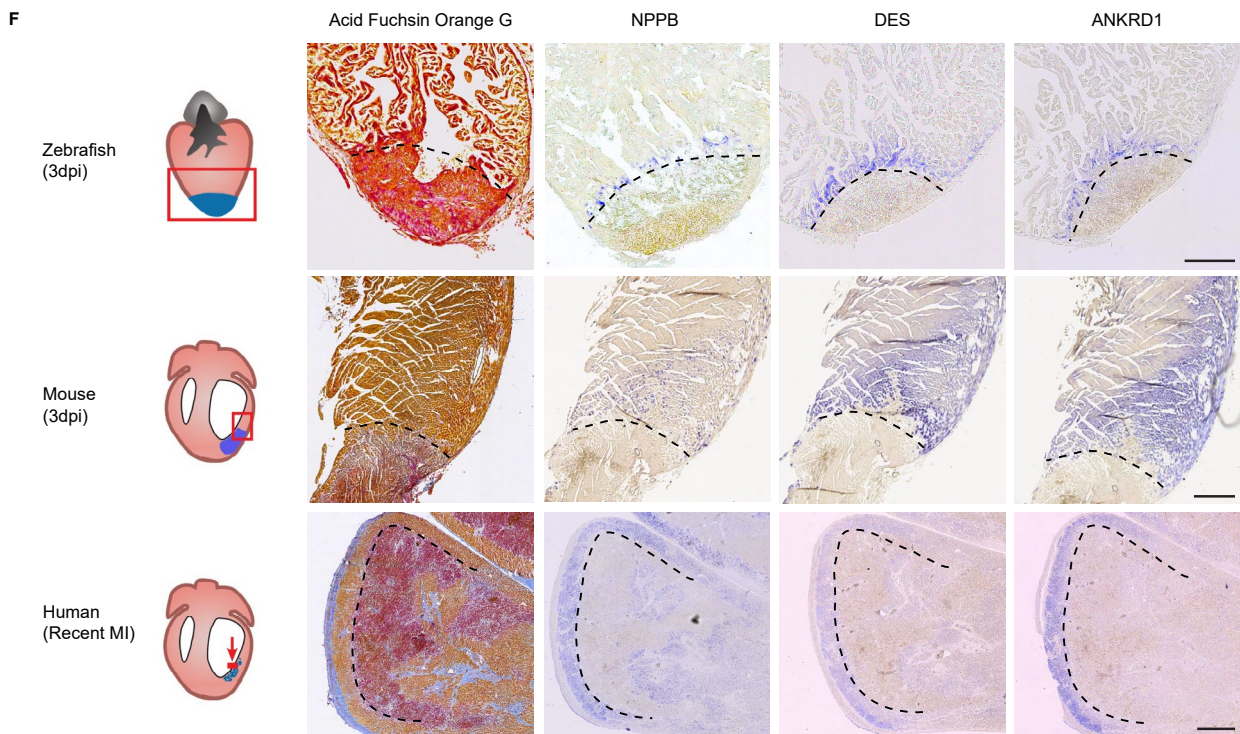 F
Acid Fuchsin Orange G
NPPB
DES
ANKRD1
Zebrafish
(3dpi)
Mouse
(3dpi)
Human
(Recent MI)